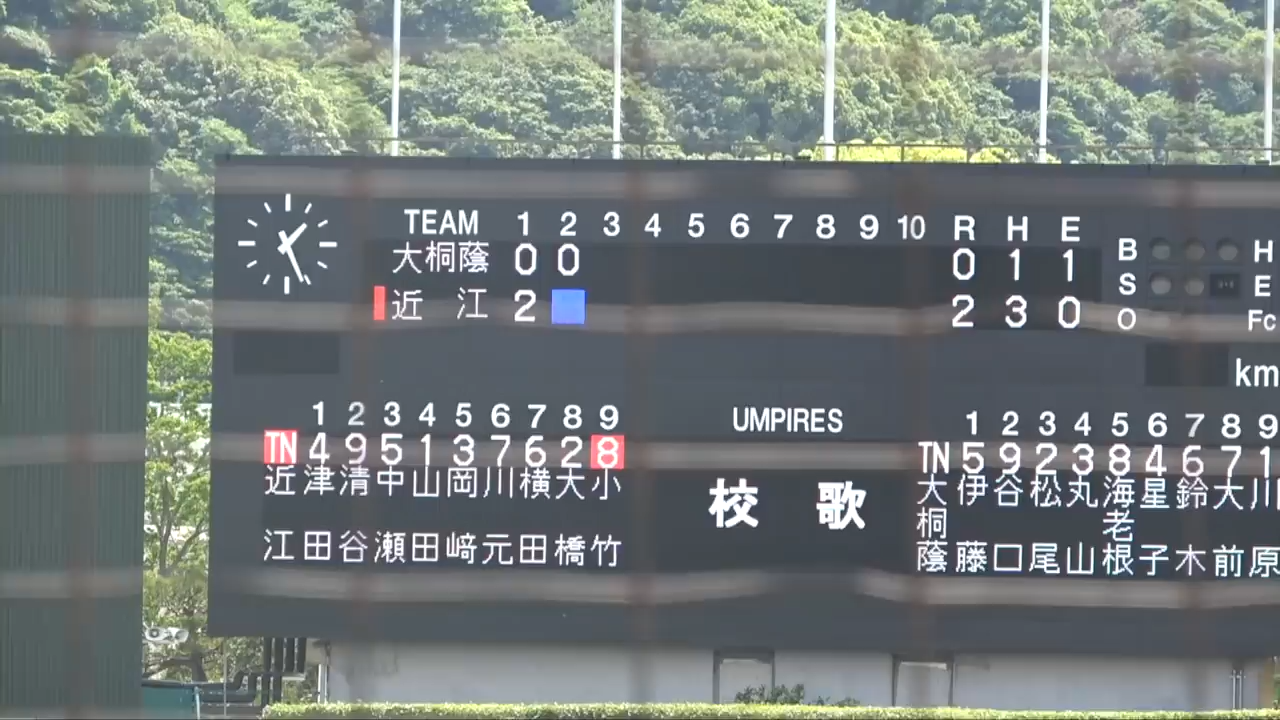 TEAM 1 2 3 4 5 6 7 8 9 10 R H E
大桐蔭 0 0 0 1 1
近江 2 2 3 0
B H
S E
O Fc
km
1 2 3 4 5 6 7 8 9
TN 4 9 5 1 3 7 6 2 8
近江 津田 清谷 中瀬 山田 岡﨑 川元 横田 大橋 小竹
UMPIRES
校歌
1 2 3 4 5 6 7 8 9
TN 5 9 2 3 8 4 6 7 1
大桐蔭 伊藤 谷口 松尾 丸山 海老根 星子 鈴木 大前 川原